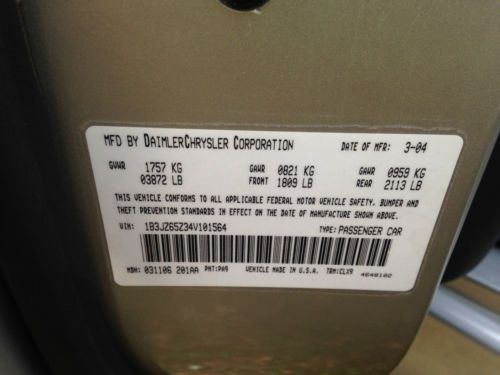 MFD BY DAIMLERCHRYSLER CORPORATION DATE OF MFR: 3-04
GVWR 1757 KG GAWR 0821 KG GAWR 0959 KG
03872 LB FRONT 1809 LB REAR 2113 LB
THIS VEHICLE CONFORMS TO ALL APPLICABLE FEDERAL MOTOR VEHICLE SAFETY, BUMPER AND
THEFT PREVENTION STANDARDS IN EFFECT ON THE DATE OF MANUFACTURE SHOWN ABOVE.
VIN: 1B3JZ65Z34V101564 TYPE: PASSENGER CAR
MDH: 031106 201AA PNT:PA9 VEHICLE MADE IN U.S.A. TRM:CLX9 4648102